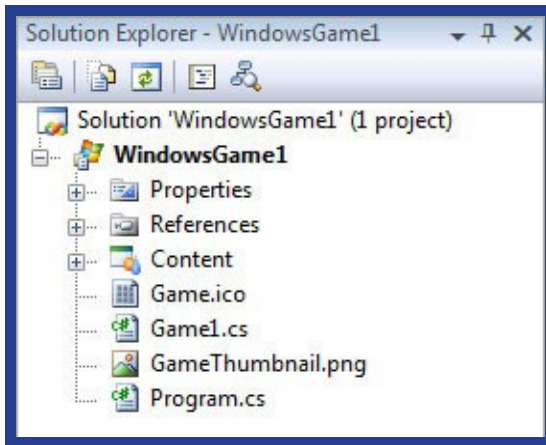 Solution Explorer - WindowsGame1
Solution 'WindowsGame1' (1 project)
WindowsGame1
Properties
References
Content
Game.ico
Game1.cs
GameThumbnail.png
Program.cs